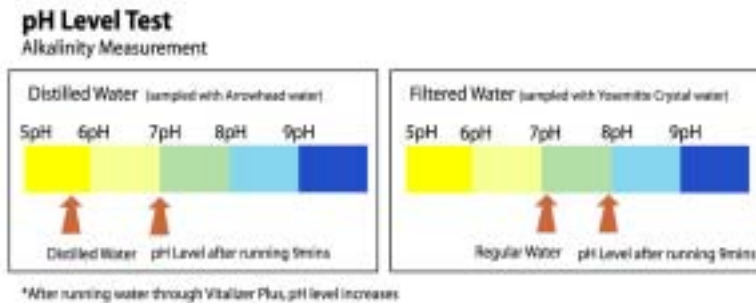 pH Level Test
Alkalinity Measurement
Distilled Water (sampled with Arrowhead water)
5pH 6pH 7pH 8pH 9pH
Distilled Water pH Level after running 9mins
Filtered Water (sampled with Yosemitte Crystal water)
5pH 6pH 7pH 8pH 9pH
Regular Water pH Level after running 9mins
*After running water through Vitalizer Plus, pH level increases